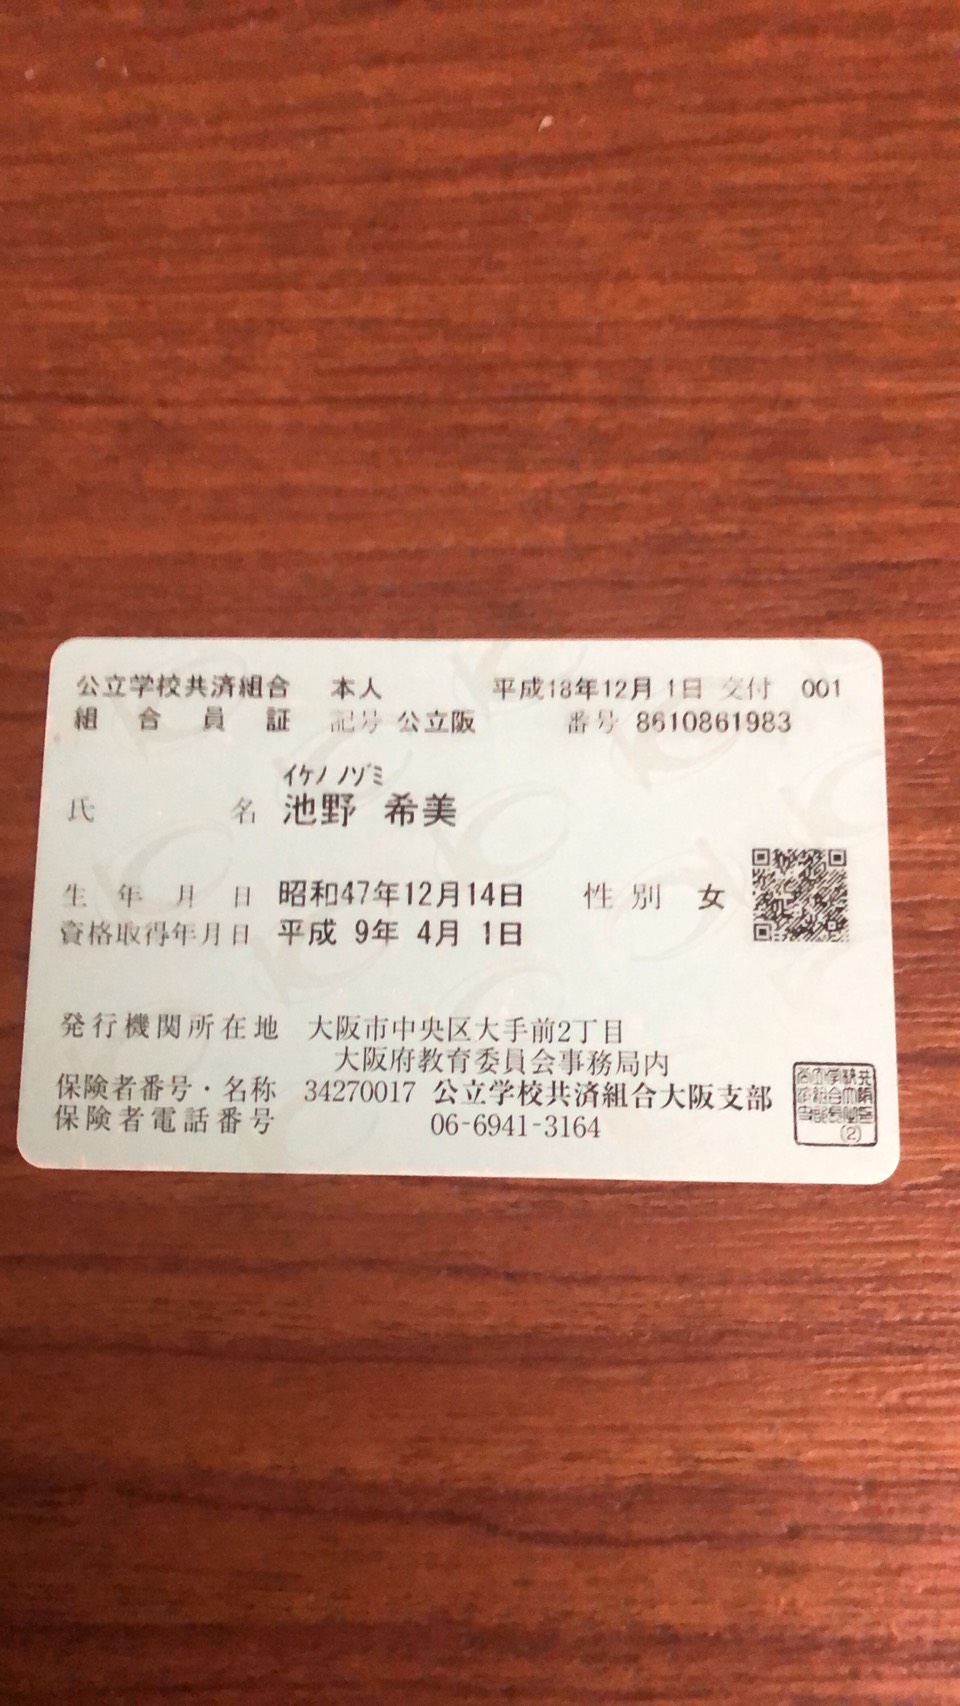 公立学校共済組合 本人 平成18年12月 1日 交付 001
組合員証 記号 公立阪 番号 8610861983
ｲｹﾉ ﾉｿﾞﾐ
氏名 池野 希美
生年月日 昭和47年12月14日 性別 女
資格取得年月日 平成 9年 4月 1日
発行機関所在地 大阪市中央区大手前2丁目
大阪府教育委員会事務局内
保険者番号・名称 34270017 公立学校共済組合大阪支部
保険者電話番号 06-6941-3164
(2)